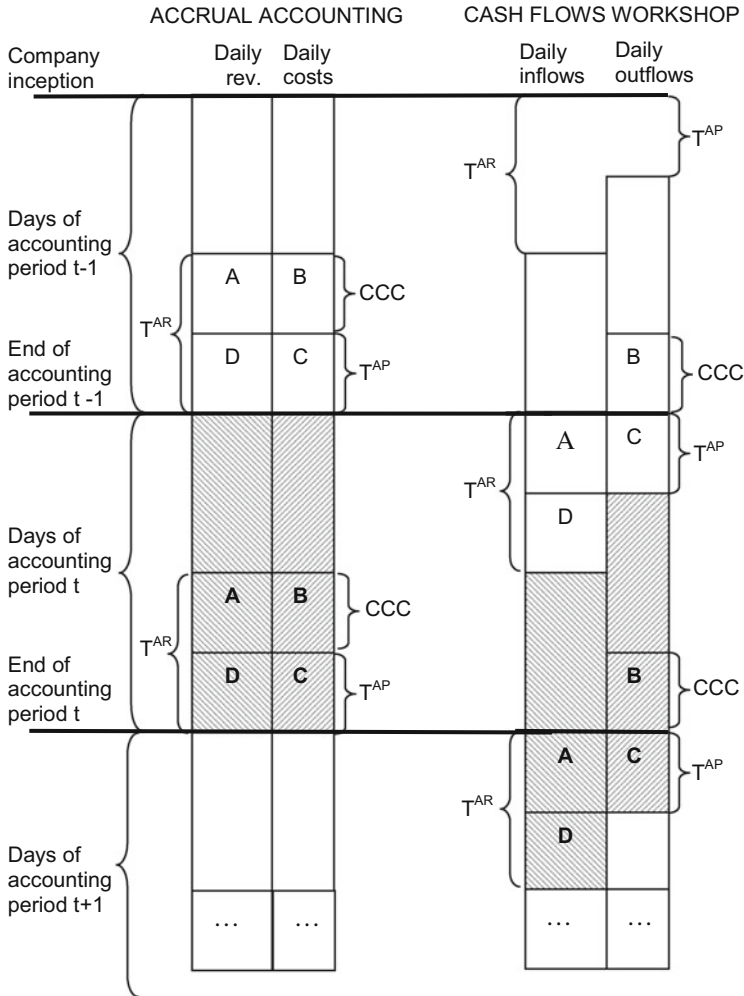 ACCRUAL ACCOUNTING CASH FLOWS WORKSHOP
Company inception
Daily rev.
Daily costs
Daily inflows
Daily outflows
T^AR
T^AP
Days of
accounting
period t-1
A B
CCC
T^AR
D C
T^AP
End of
accounting
period t -1
B
CCC
A C
T^AP
T^AR
D
Days of
accounting
period t
A B
CCC
T^AR
D C
T^AP
End of
accounting
period t
B
CCC
A C
T^AP
T^AR
D
Days of
accounting
period t+1
... ...
... ...